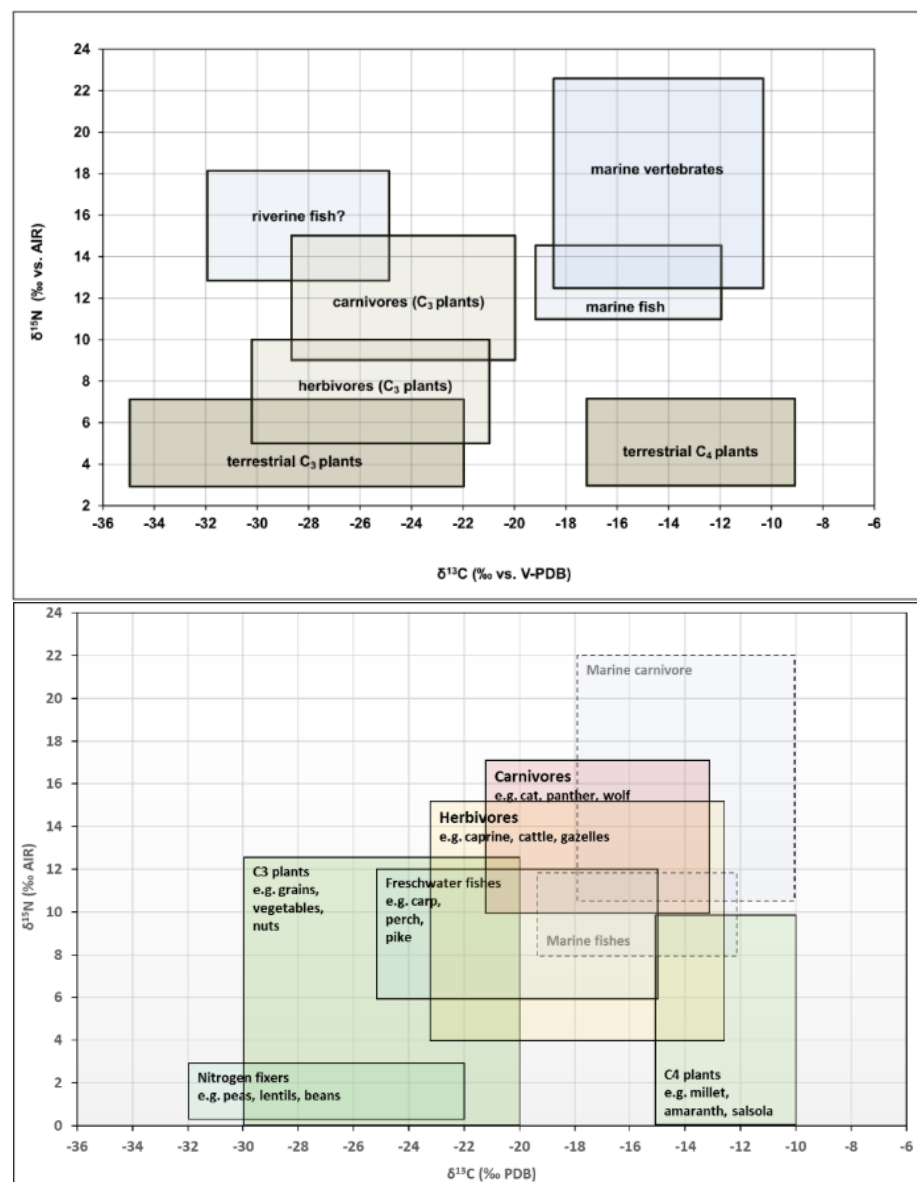 24
22
20
18
16
14
12
10
8
6
4
2
δ¹⁵N (‰ vs. AIR)
marine vertebrates
riverine fish?
carnivores (C₃ plants)
marine fish
herbivores (C₃ plants)
terrestrial C₃ plants
terrestrial C₄ plants
-36 -34 -32 -30 -28 -26 -24 -22 -20 -18 -16 -14 -12 -10 -8 -6
δ¹³C (‰ vs. V-PDB)
24
22
20
18
16
14
12
10
8
6
4
2
0
δ¹⁵N (‰ AIR)
Marine carnivore
Carnivores
e.g. cat, panther, wolf
Herbivores
e.g. caprine, cattle, gazelles
C3 plants
e.g. grains,
vegetables,
nuts
Freschwater fishes
e.g. carp,
perch,
pike
Marine fishes
Nitrogen fixers
e.g. peas, lentils, beans
C4 plants
e.g. millet,
amaranth, salsola
-36 -34 -32 -30 -28 -26 -24 -22 -20 -18 -16 -14 -12 -10 -8 -6
δ¹³C (‰ PDB)